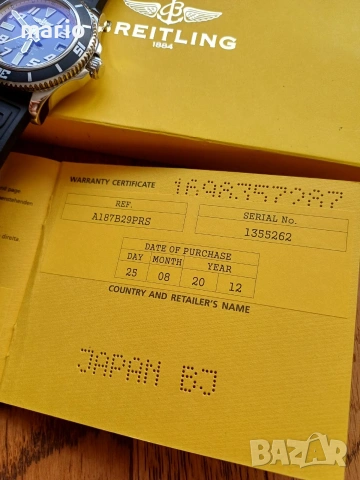 mario
BREITLING
1884
WARRANTY CERTIFICATE
REF.
A187B29PRS
SERIAL No.
1355262
DATE OF PURCHASE
DAY MONTH YEAR
25 08 20 12
COUNTRY AND RETAILER'S NAME
JAPAN BJ
BAZAR
bg